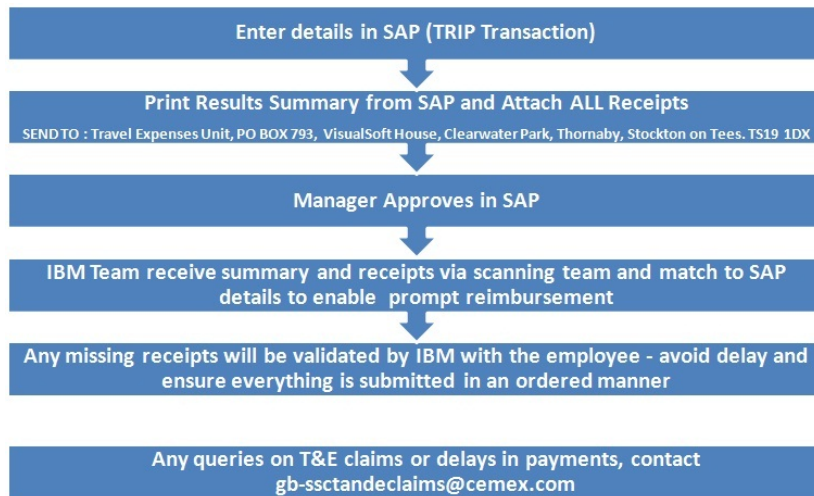 Enter details in SAP (TRIP Transaction)
Print Results Summary from SAP and Attach ALL Receipts
SEND TO : Travel Expenses Unit, PO BOX 793, VisualSoft House, Clearwater Park, Thornaby, Stockton on Tees. TS19 1DX
Manager Approves in SAP
IBM Team receive summary and receipts via scanning team and match to SAP
details to enable prompt reimbursement
Any missing receipts will be validated by IBM with the employee - avoid delay and
ensure everything is submitted in an ordered manner
Any queries on T&E claims or delays in payments, contact
gb-ssctandeclaims@cemex.com